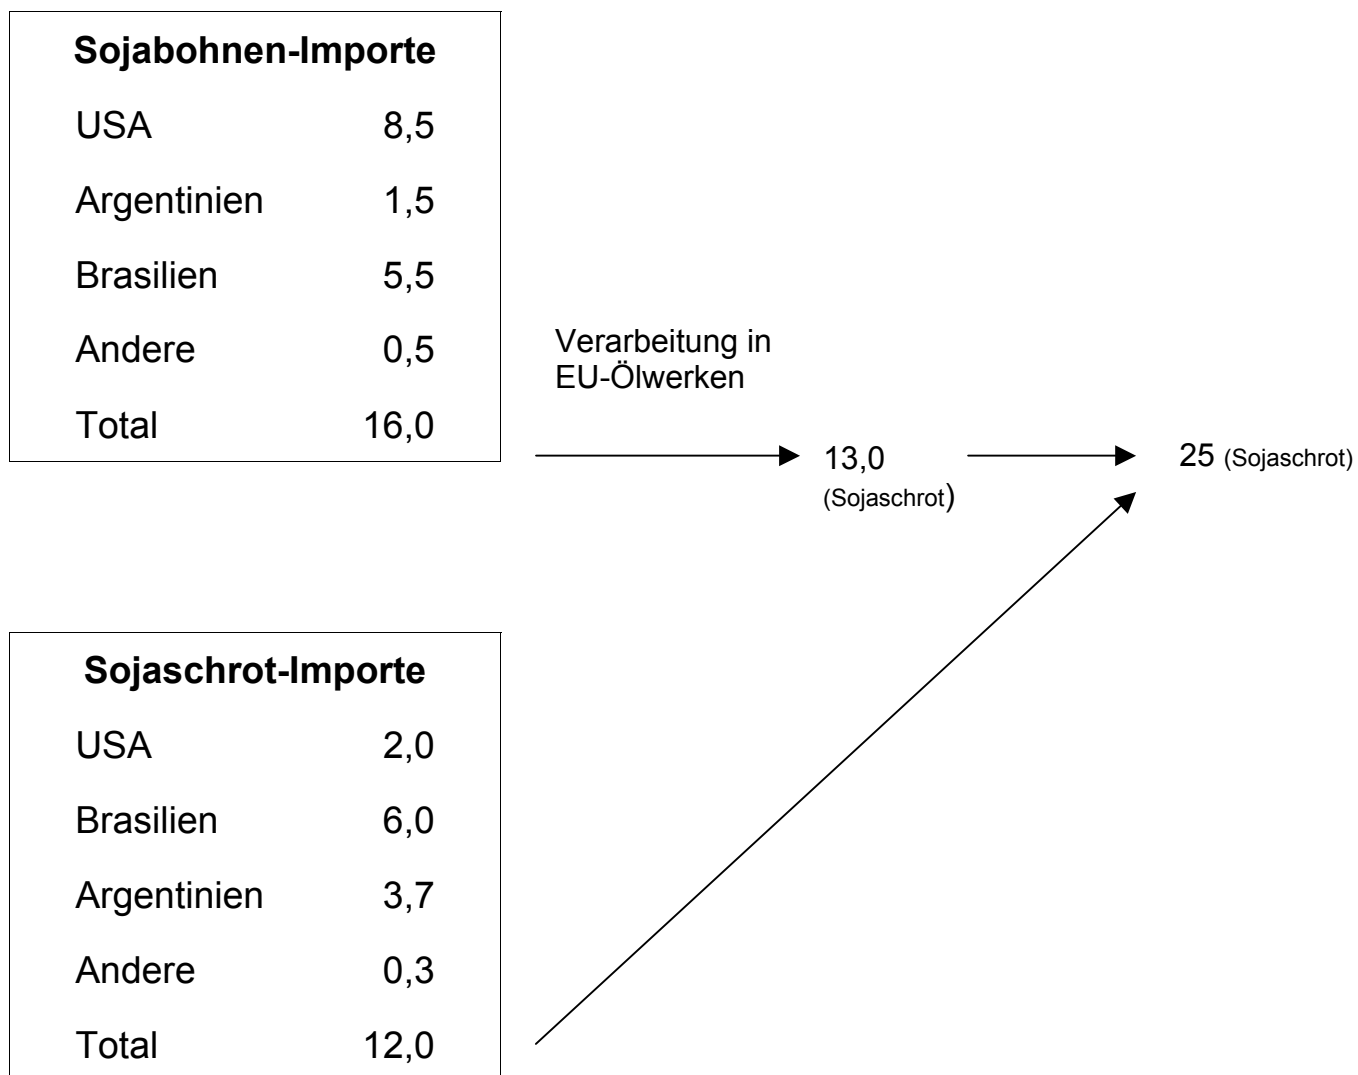 Sojabohnen-Importe
USA 8,5
Argentinien 1,5
Brasilien 5,5
Andere 0,5
Total 16,0
Verarbeitung in
EU-Ölwerken
13,0
(Sojaschrot)
25 (Sojaschrot)
Sojaschrot-Importe
USA 2,0
Brasilien 6,0
Argentinien 3,7
Andere 0,3
Total 12,0